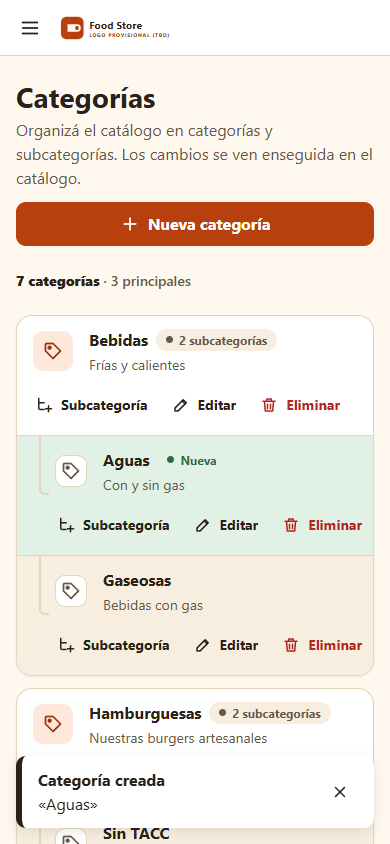 Food Store
LOGO PROVISIONAL (TBD)
Categorías
Organizá el catálogo en categorías y
subcategorías. Los cambios se ven enseguida en el
catálogo.
Nueva categoría
7 categorías · 3 principales
Bebidas 2 subcategorías
Frías y calientes
Subcategoría Editar Eliminar
Aguas Nueva
Con y sin gas
Subcategoría Editar Eliminar
Gaseosas
Bebidas con gas
Subcategoría Editar Eliminar
Hamburguesas 2 subcategorías
Nuestras burgers artesanales
Categoría creada
«Aguas»
Sin TACC